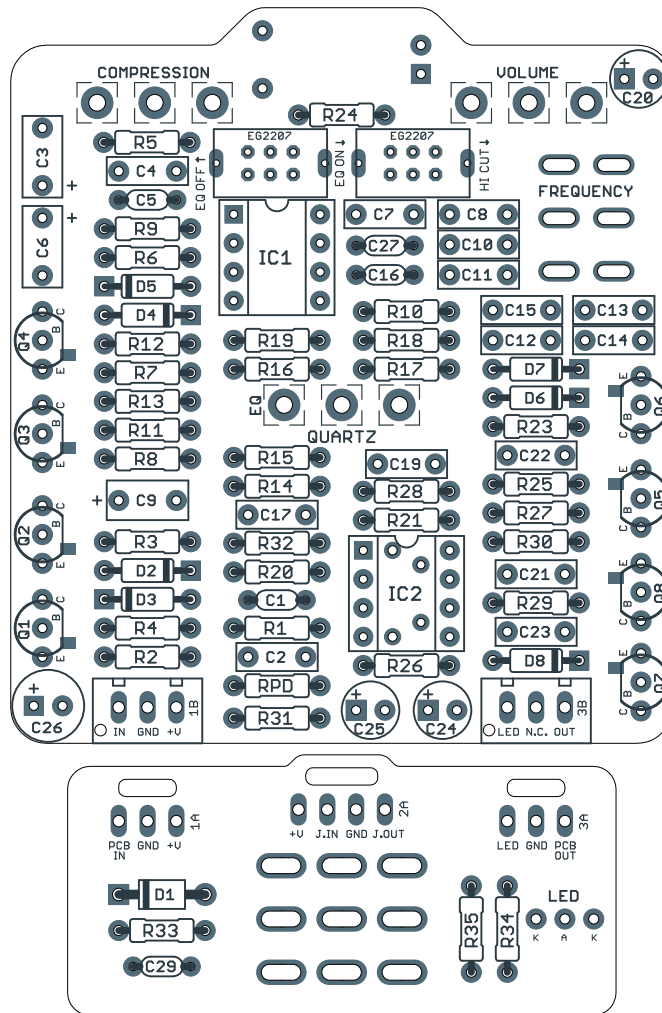 COMPRESSION
VOLUME
+
C20
R24
R5
EG2207
EG2207
C3
+
C4
EQ OFF
EQ ON
HI CUT
FREQUENCY
C5
C6
+
R9
IC1
C7
C8
R6
C27
C10
D5
C16
C11
D4
R10
C15
C13
Q4
C
B
E
R12
R19
R18
C12
C14
R7
R16
R17
D7
R13
EQ
D6
Q6
E
B
C
Q3
C
B
E
R11
QUARTZ
R23
R8
R15
C19
C22
+
C9
R14
R28
R25
Q5
E
B
C
C17
R21
R27
Q2
C
B
E
R3
R32
R30
D2
R20
IC2
C21
D3
C1
R29
Q8
E
B
C
Q1
C
B
E
R4
R1
C23
R2
C2
R26
D8
+
C26
RPD
+
C25
+
C24
Q7
E
B
C
R31
IN GND +V
1B
LED N.C. OUT
3B
1A
2A
3A
+V J.IN GND J.OUT
PCB IN
GND
+V
LED
GND
PCB OUT
D1
LED
R33
R35
R34
K A K
C29